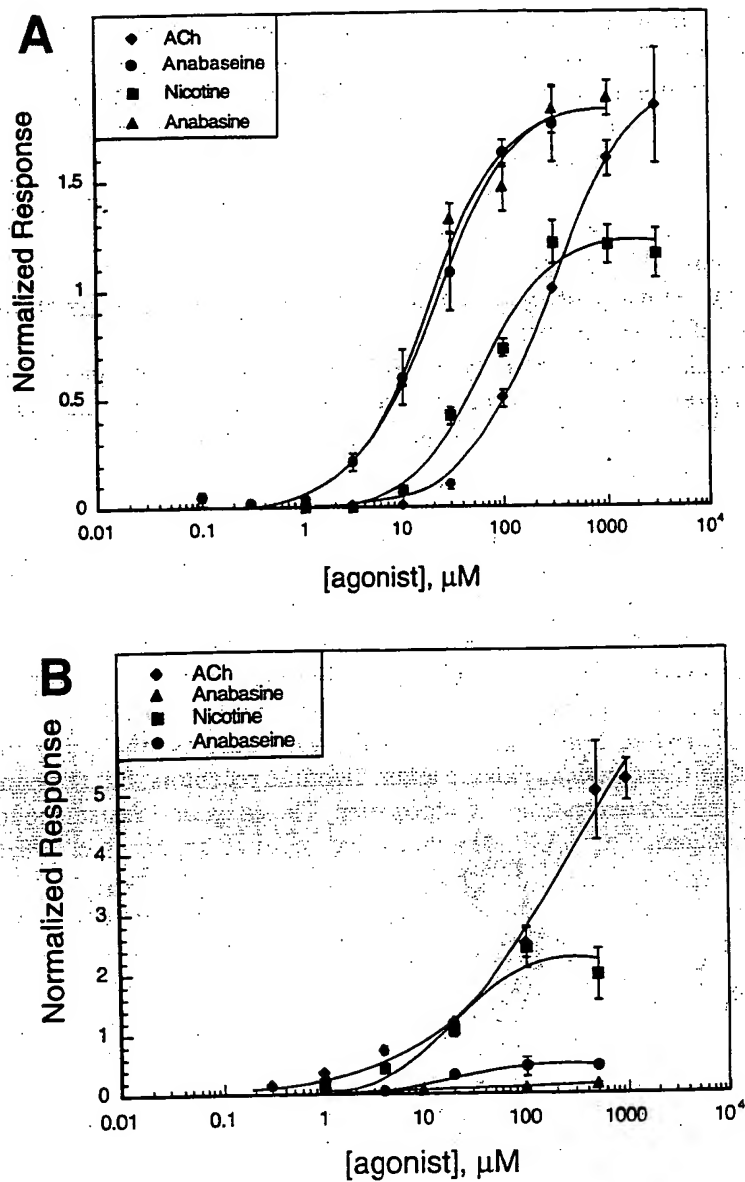 A
ACh
Anabaseine
Nicotine
Anabasine
Normalized Response
1.5
1
0.5
0
0.01 0.1 1 10 100 1000 10⁴
[agonist], µM
B
ACh
Anabasine
Nicotine
Anabaseine
Normalized Response
5
4
3
2
1
0
0.01 0.1 1 10 100 1000 10⁴
[agonist], µM